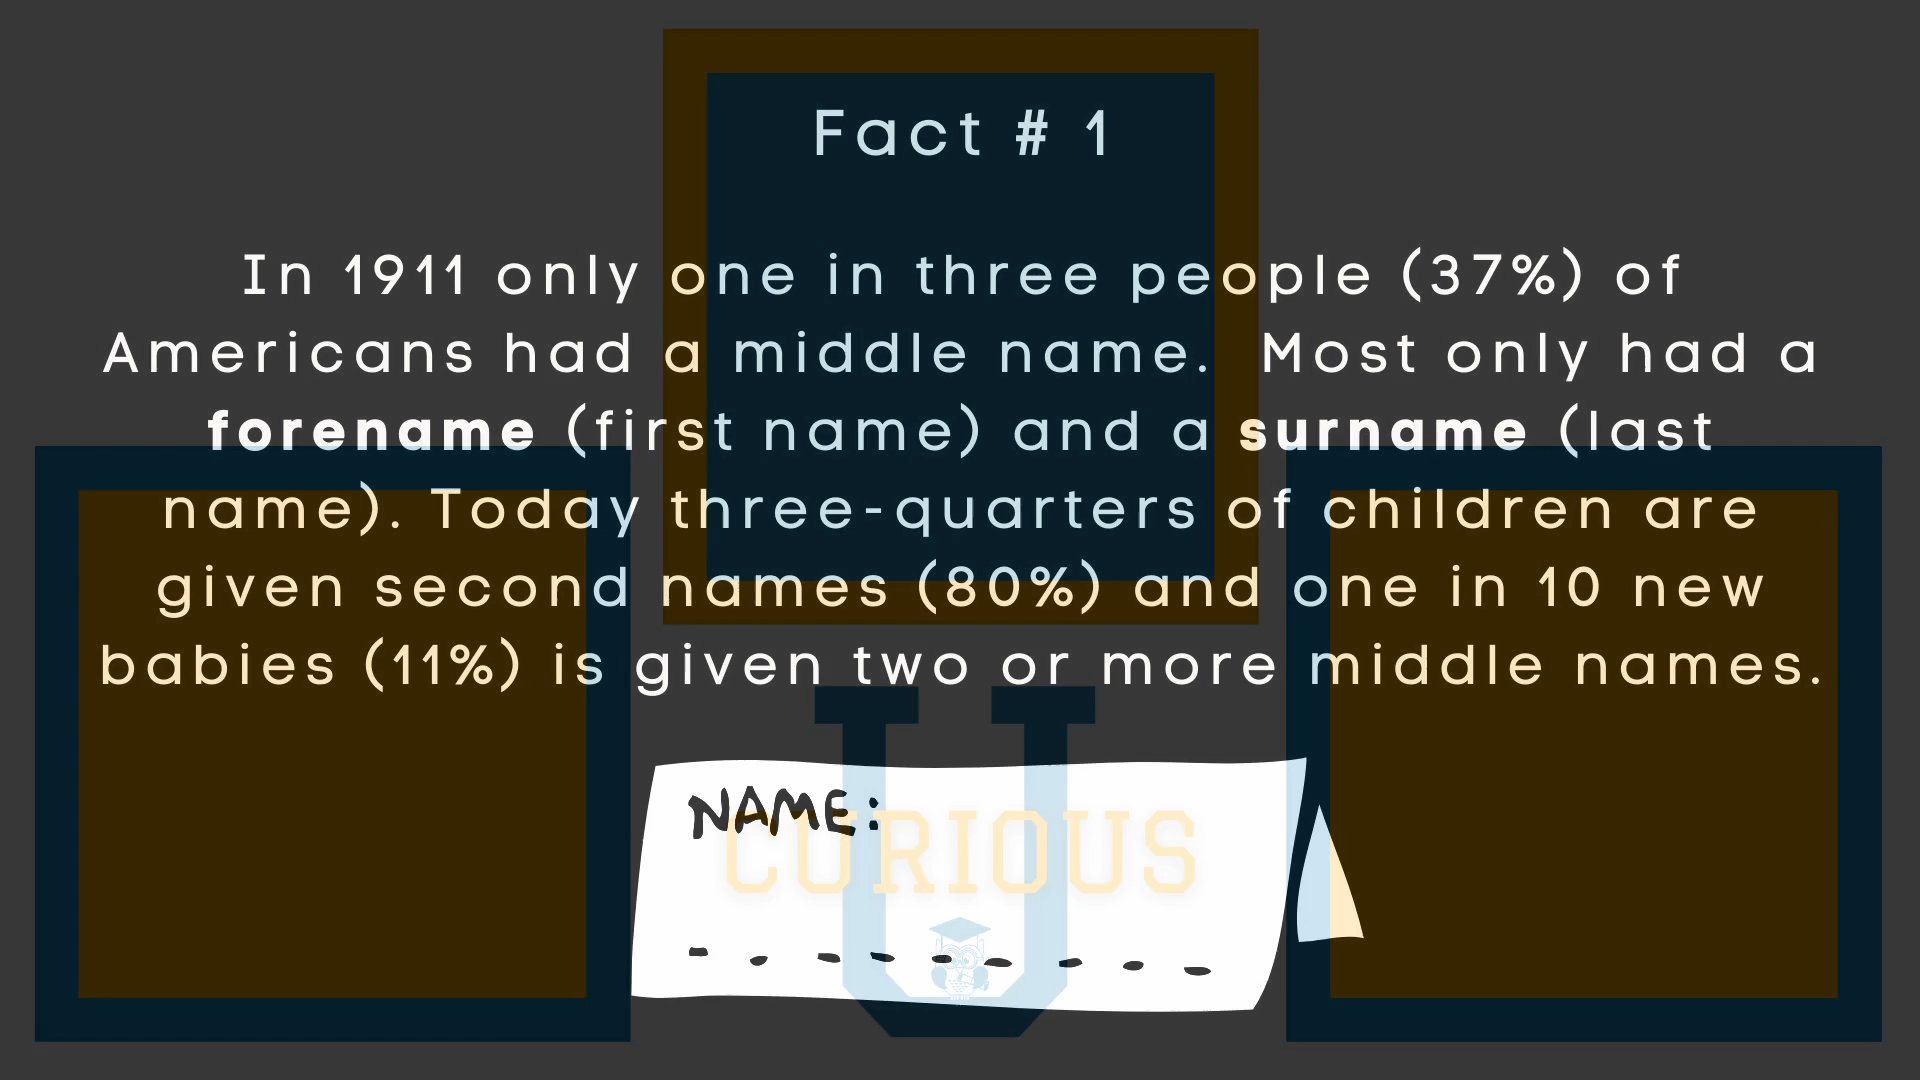 Fact # 1
In 1911 only one in three people (37%) of
Americans had a middle name.  Most only had a
forename (first name) and a surname (last
name). Today three-quarters of children are
given second names (80%) and one in 10 new
babies (11%) is given two or more middle names.
NAME:
CURIOUS
U